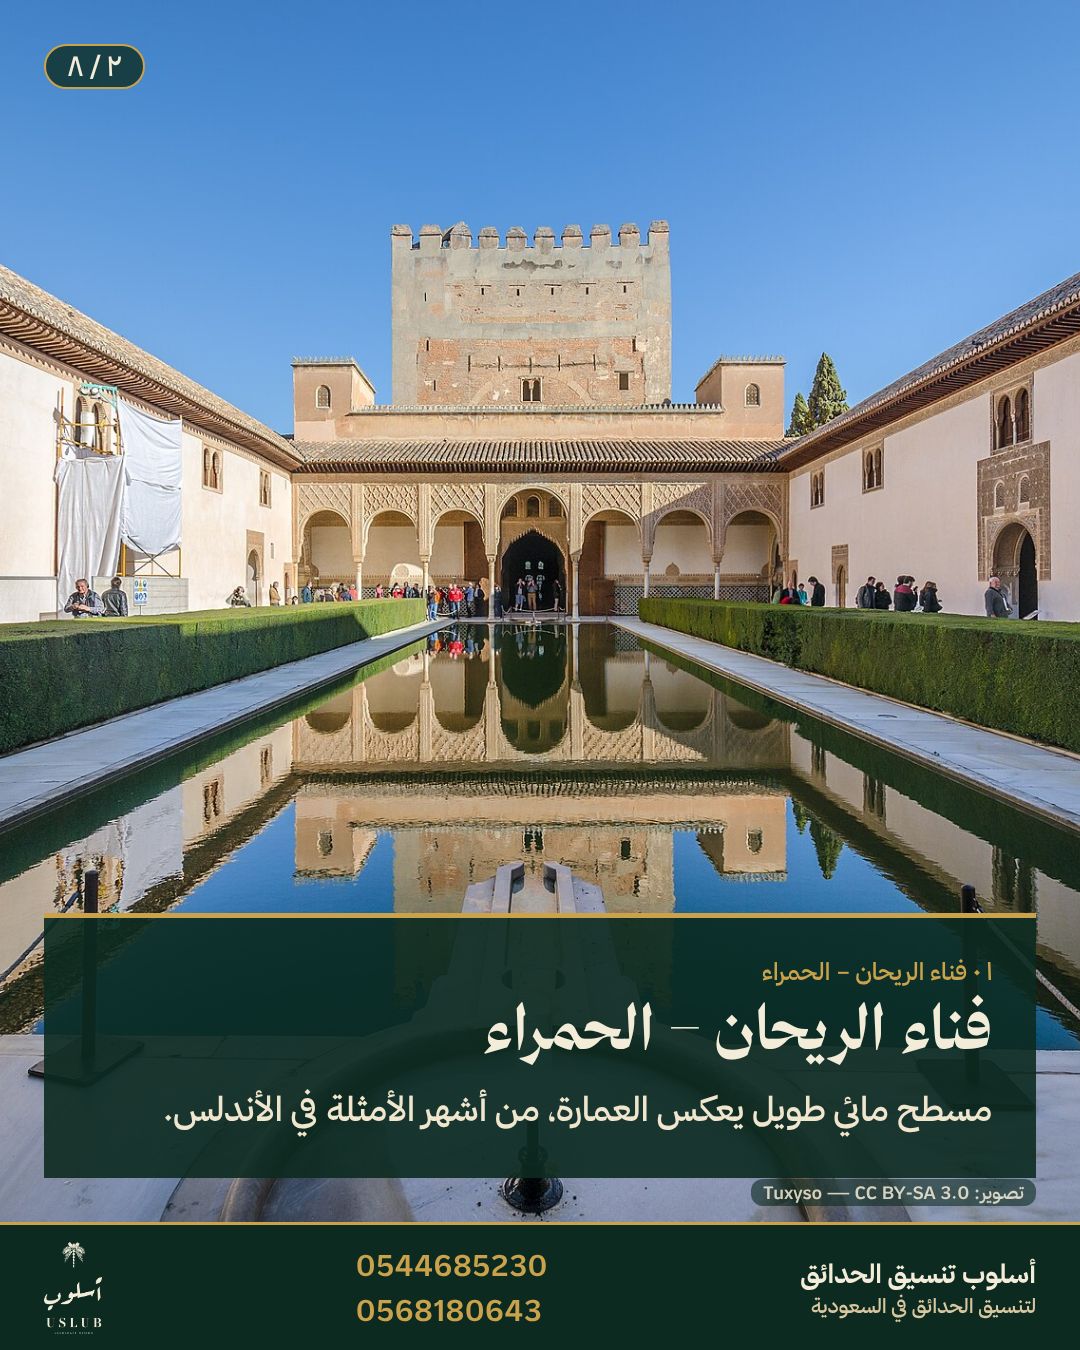 ٨/٢
٠١ فناء الريحان – الحمراء
فناء الريحان – الحمراء
مسطح مائي طويل يعكس العمارة، من أشهر الأمثلة في الأندلس.
تصوير: Tuxyso — CC BY-SA 3.0
أسلوب تنسيق الحدائق
لتنسيق الحدائق في السعودية
0544685230
0568180643
أسلوب
USLUB